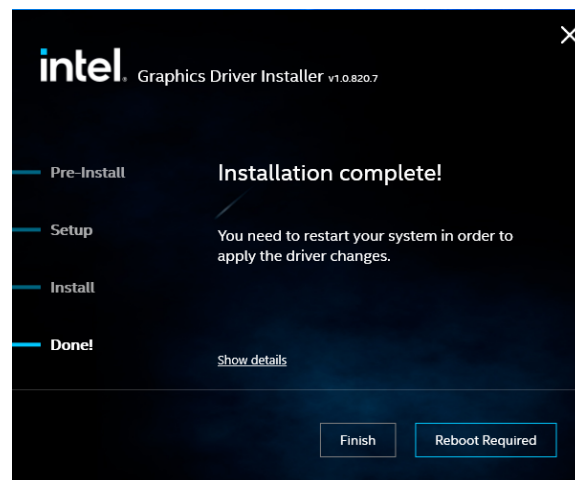 intel. Graphics Driver Installer v1.0.820.7
Pre-Install
Setup
Install
Done!
Installation complete!
You need to restart your system in order to
apply the driver changes.
Show details
Finish
Reboot Required